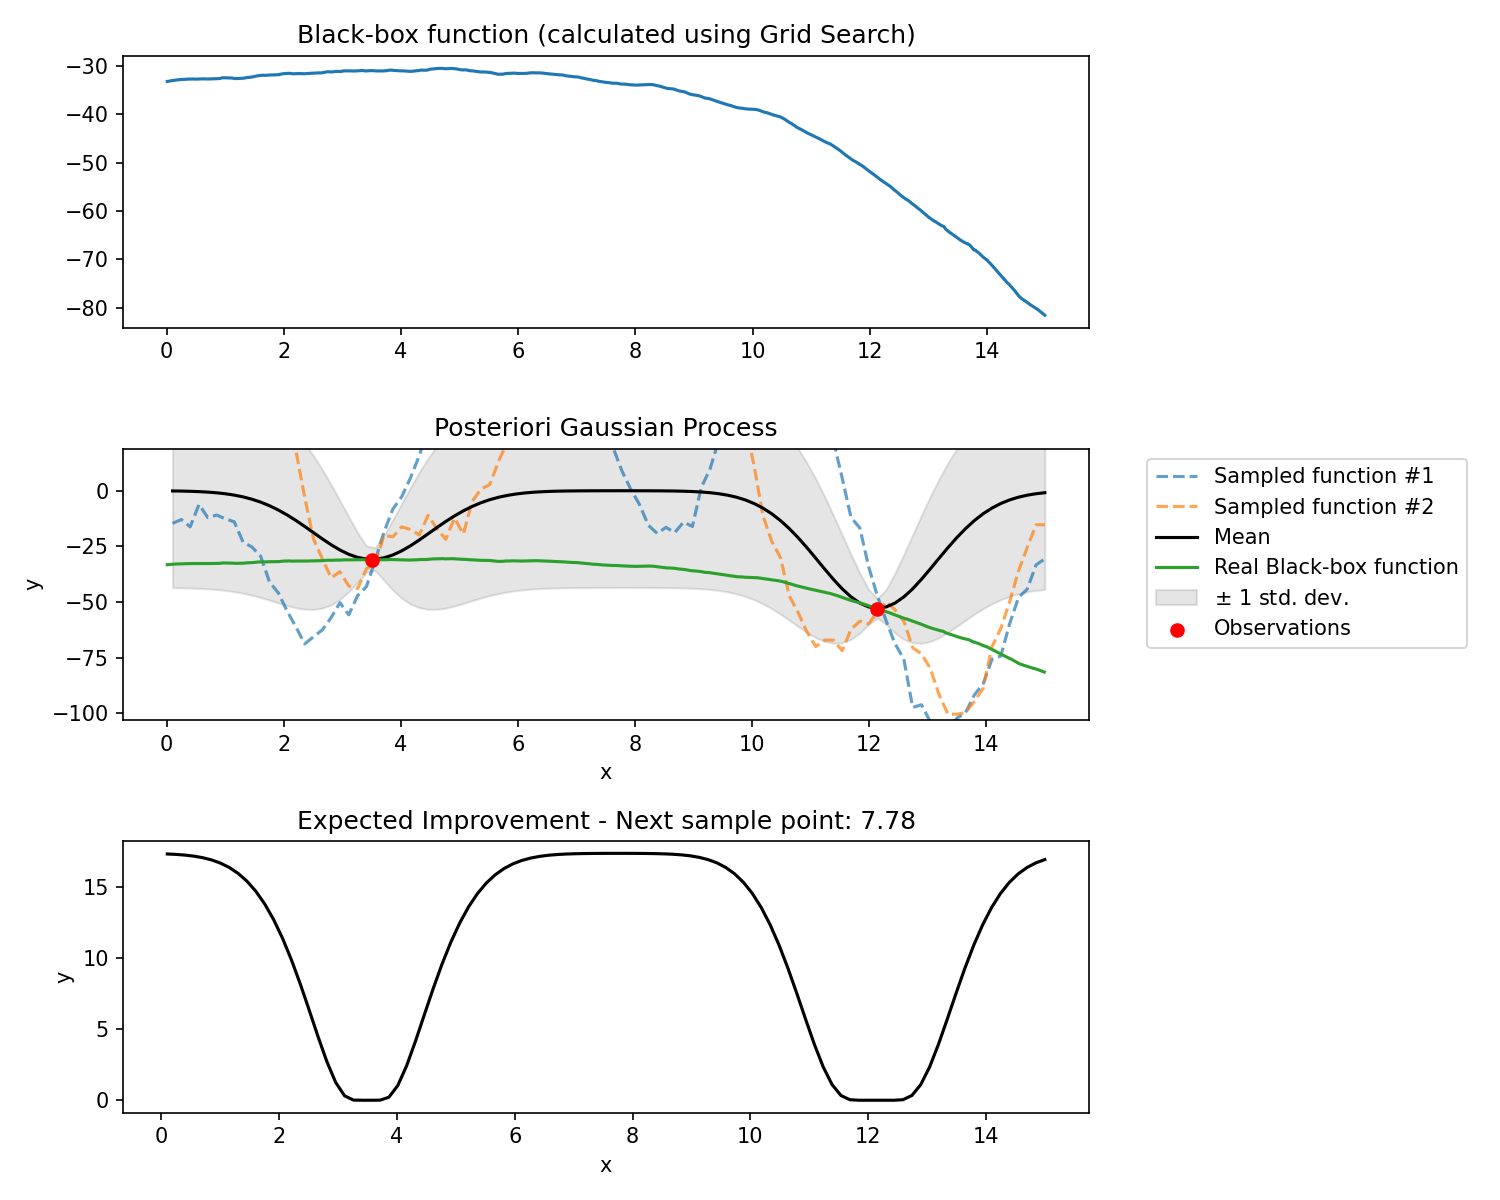 Black-box function (calculated using Grid Search)
−30
−40
−50
−60
−70
−80
0 2 4 6 8 10 12 14
Posteriori Gaussian Process
y
0
−25
−50
−75
−100
0 2 4 6 8 10 12 14
x
Sampled function #1
Sampled function #2
Mean
Real Black-box function
± 1 std. dev.
Observations
Expected Improvement - Next sample point: 7.78
y
15
10
5
0
0 2 4 6 8 10 12 14
x